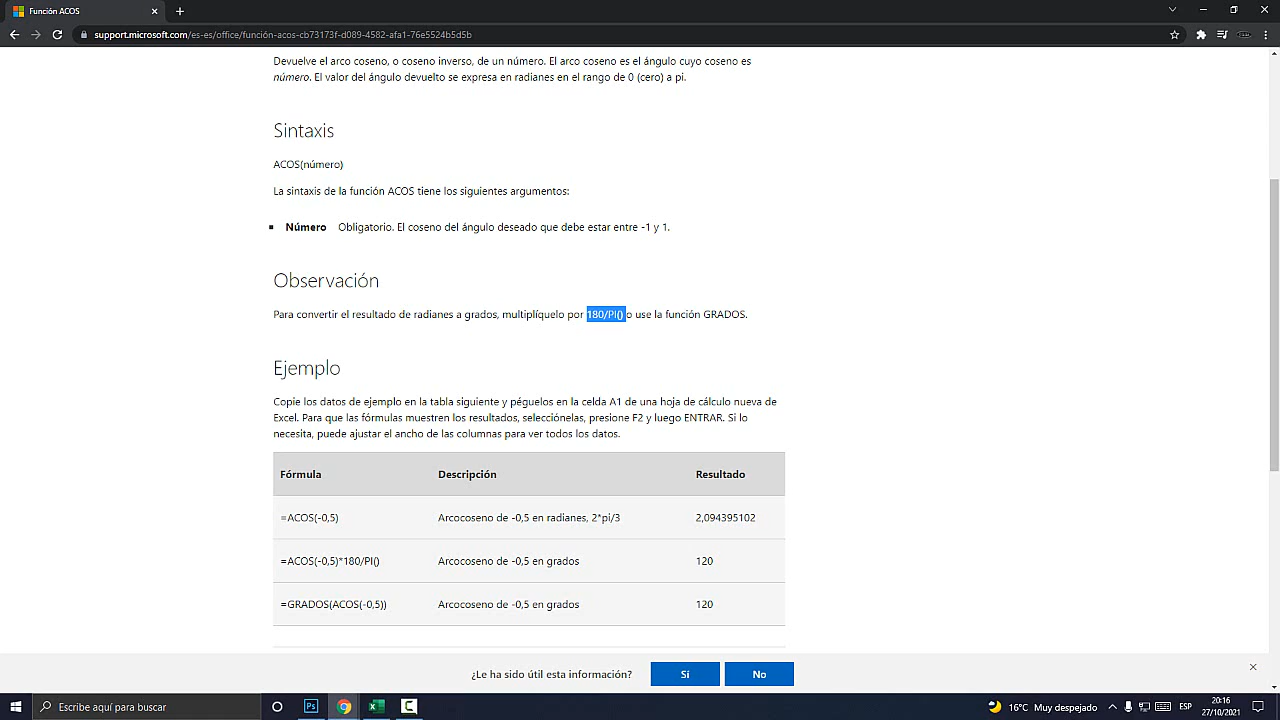 Función ACOS
support.microsoft.com/es-es/office/función-acos-cb73173f-d089-4582-afa1-76e5524b5d5b
Devuelve el arco coseno, o coseno inverso, de un número. El arco coseno es el ángulo cuyo coseno es
número. El valor del ángulo devuelto se expresa en radianes en el rango de 0 (cero) a pi.
Sintaxis
ACOS(número)
La sintaxis de la función ACOS tiene los siguientes argumentos:
Número Obligatorio. El coseno del ángulo deseado que debe estar entre -1 y 1.
Observación
Para convertir el resultado de radianes a grados, multiplíquelo por 180/PI() o use la función GRADOS.
Ejemplo
Copie los datos de ejemplo en la tabla siguiente y péguelos en la celda A1 de una hoja de cálculo nueva de
Excel. Para que las fórmulas muestren los resultados, selecciónelas, presione F2 y luego ENTRAR. Si lo
necesita, puede ajustar el ancho de las columnas para ver todos los datos.
Fórmula Descripción Resultado
=ACOS(-0,5) Arcocoseno de -0,5 en radianes, 2*pi/3 2,094395102
=ACOS(-0,5)*180/PI() Arcocoseno de -0,5 en grados 120
=GRADOS(ACOS(-0,5)) Arcocoseno de -0,5 en grados 120
¿Le ha sido útil esta información? Sí No
Escribe aquí para buscar Ps 16°C Muy despejado ESP 20:16
27/10/2021